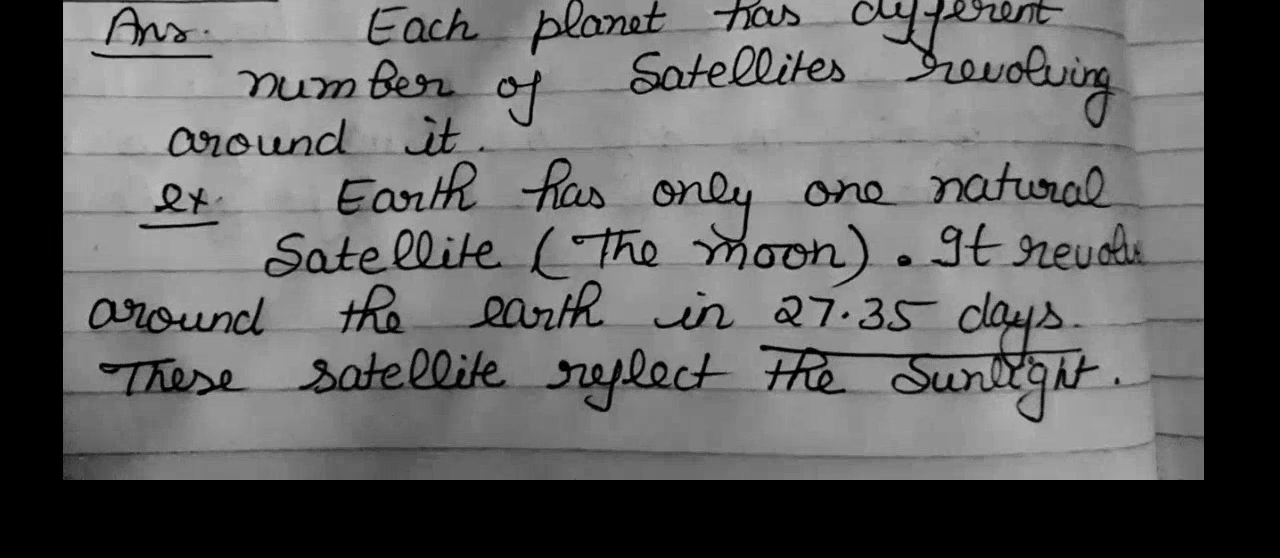 Ans. Each planet has different
number of Satellites revolving
around it.
ex. Earth has only one natural
Satellite (The moon). It
around the earth in 27.35 days.
These satellite reflect the Sunlight.